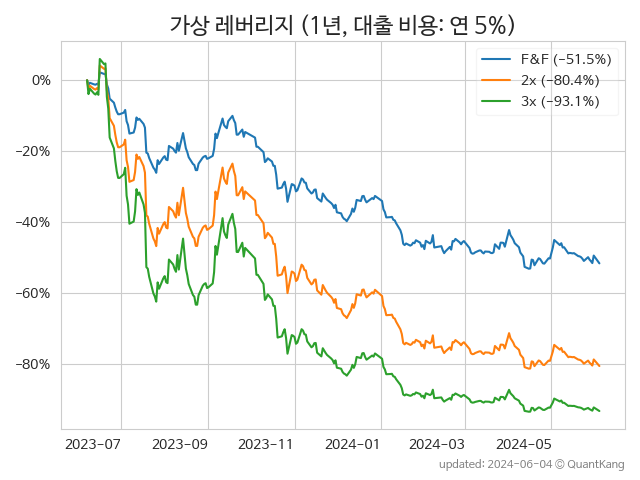 가상 레버리지 (1년, 대출 비용: 연 5%)
F&F (−51.5%)
2x (−80.4%)
3x (−93.1%)
0%
−20%
−40%
−60%
−80%
2023-07 2023-09 2023-11 2024-01 2024-03 2024-05
updated: 2024-06-04 © QuantKang